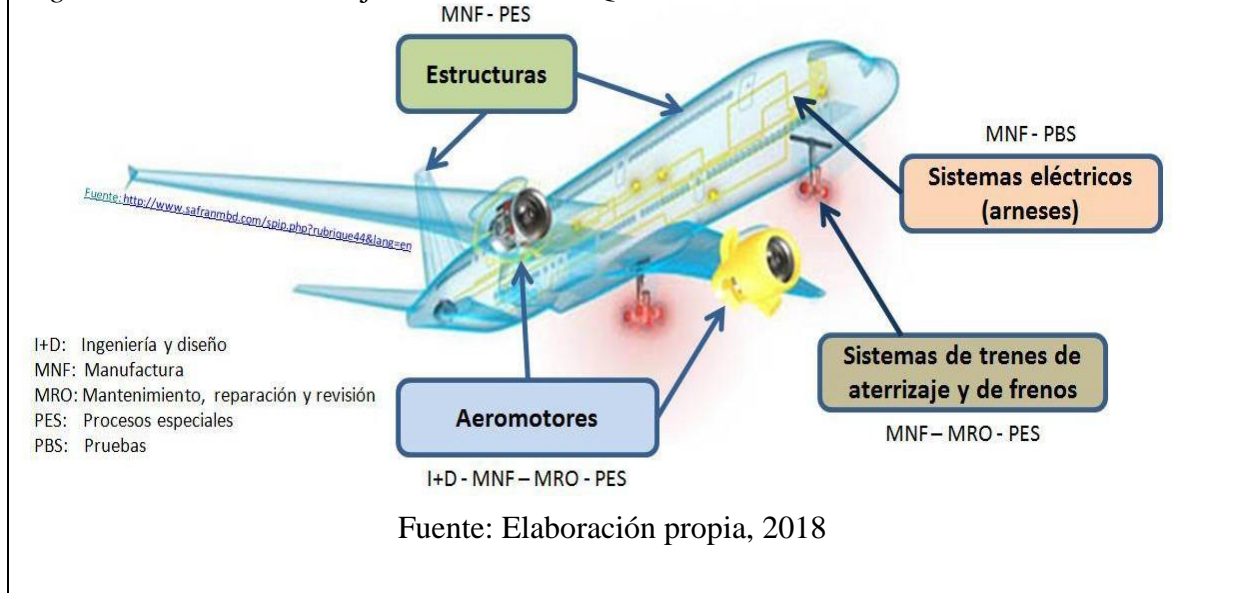 MNF - PES
Estructuras
MNF - PBS
Sistemas eléctricos
(arneses)
Fuente: http://www.safranmbd.com/spip.php?rubrique44&lang=en
I+D: Ingeniería y diseño
MNF: Manufactura
MRO: Mantenimiento, reparación y revisión
PES: Procesos especiales
PBS: Pruebas
Aeromotores
I+D - MNF – MRO - PES
Sistemas de trenes de
aterrizaje y de frenos
MNF – MRO - PES
Fuente: Elaboración propia, 2018